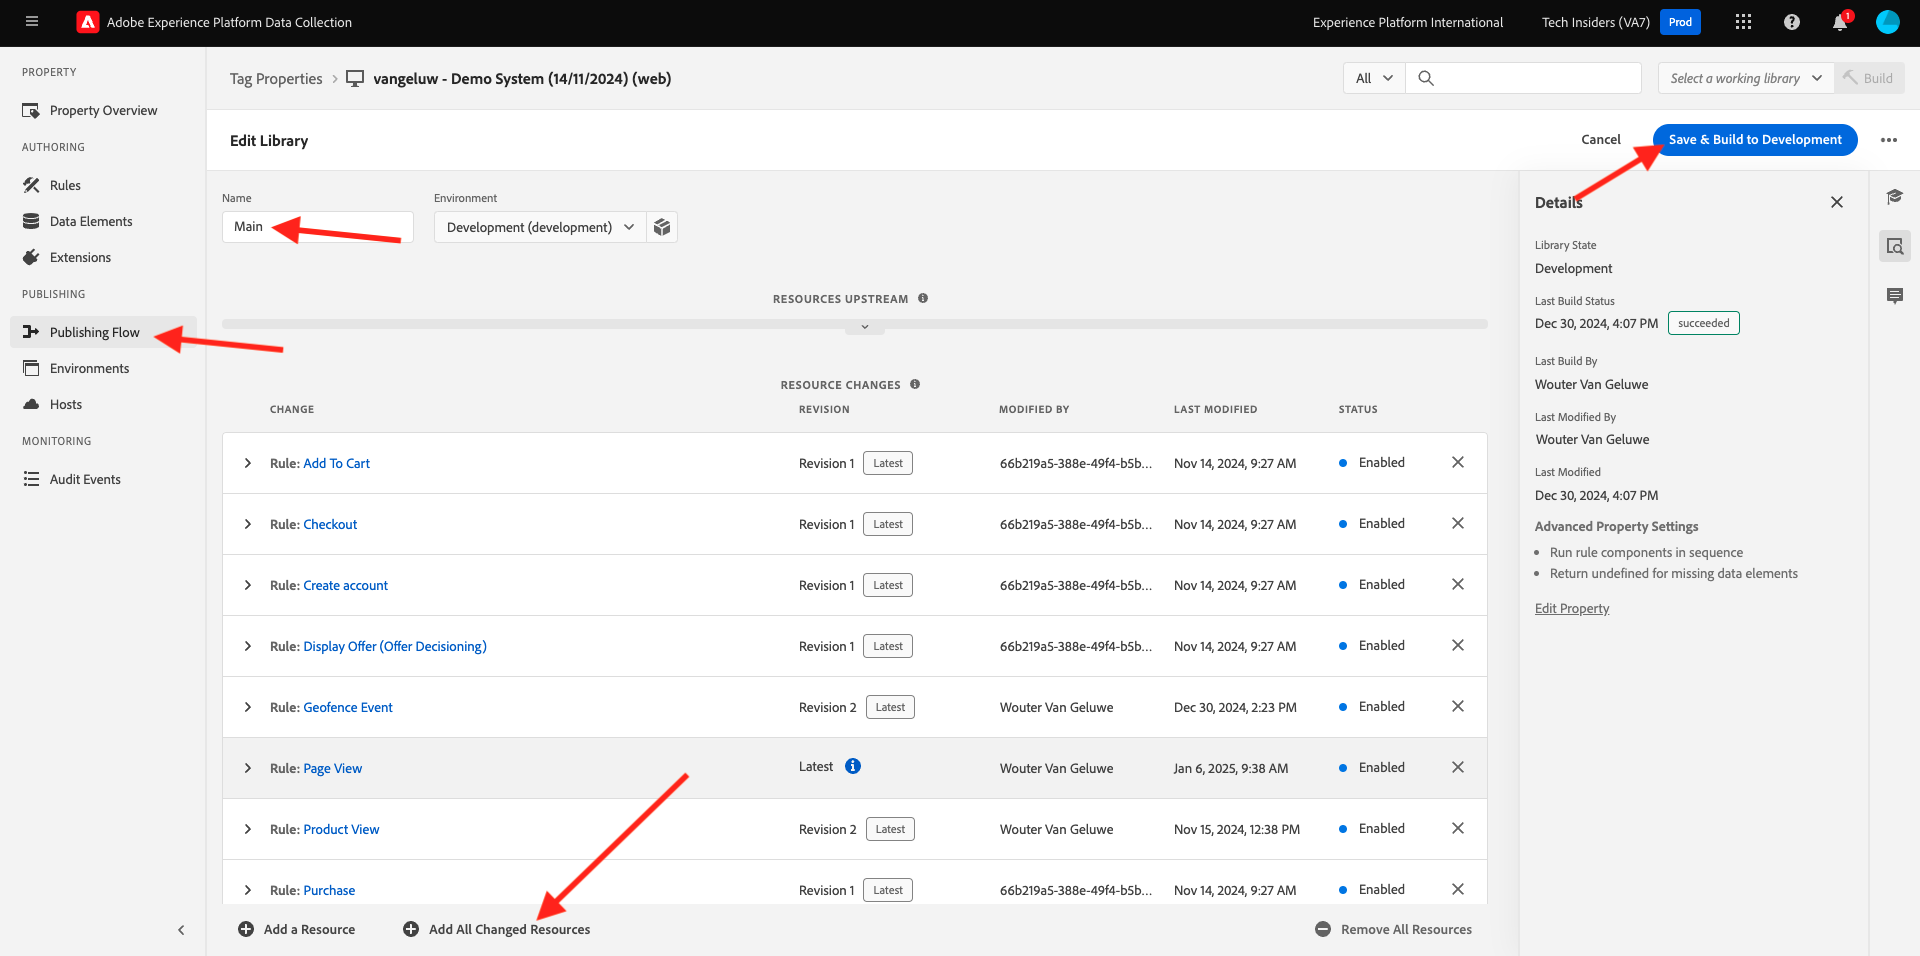 Adobe Experience Platform Data Collection
Experience Platform International
Tech Insiders (VA7)
Prod
1
PROPERTY
Property Overview
AUTHORING
Rules
Data Elements
Extensions
PUBLISHING
Publishing Flow
Environments
Hosts
MONITORING
Audit Events
Tag Properties
vangeluw - Demo System (14/11/2024) (web)
All
Select a working library
Build
Edit Library
Cancel
Save & Build to Development
Name
Environment
Main
Development (development)
RESOURCES UPSTREAM
RESOURCE CHANGES
CHANGE REVISION MODIFIED BY LAST MODIFIED STATUS
Rule: Add To Cart Revision 1 Latest 66b219a5-388e-49f4-b5b... Nov 14, 2024, 9:27 AM Enabled
Rule: Checkout Revision 1 Latest 66b219a5-388e-49f4-b5b... Nov 14, 2024, 9:27 AM Enabled
Rule: Create account Revision 1 Latest 66b219a5-388e-49f4-b5b... Nov 14, 2024, 9:27 AM Enabled
Rule: Display Offer (Offer Decisioning) Revision 1 Latest 66b219a5-388e-49f4-b5b... Nov 14, 2024, 9:27 AM Enabled
Rule: Geofence Event Revision 2 Latest Wouter Van Geluwe Dec 30, 2024, 2:23 PM Enabled
Rule: Page View Latest Wouter Van Geluwe Jan 6, 2025, 9:38 AM Enabled
Rule: Product View Revision 2 Latest Wouter Van Geluwe Nov 15, 2024, 12:38 PM Enabled
Rule: Purchase Revision 1 Latest 66b219a5-388e-49f4-b5b... Nov 14, 2024, 9:27 AM Enabled
Add a Resource
Add All Changed Resources
Remove All Resources
Details
Library State
Development
Last Build Status
Dec 30, 2024, 4:07 PM succeeded
Last Build By
Wouter Van Geluwe
Last Modified By
Wouter Van Geluwe
Last Modified
Dec 30, 2024, 4:07 PM
Advanced Property Settings
Run rule components in sequence
Return undefined for missing data elements
Edit Property